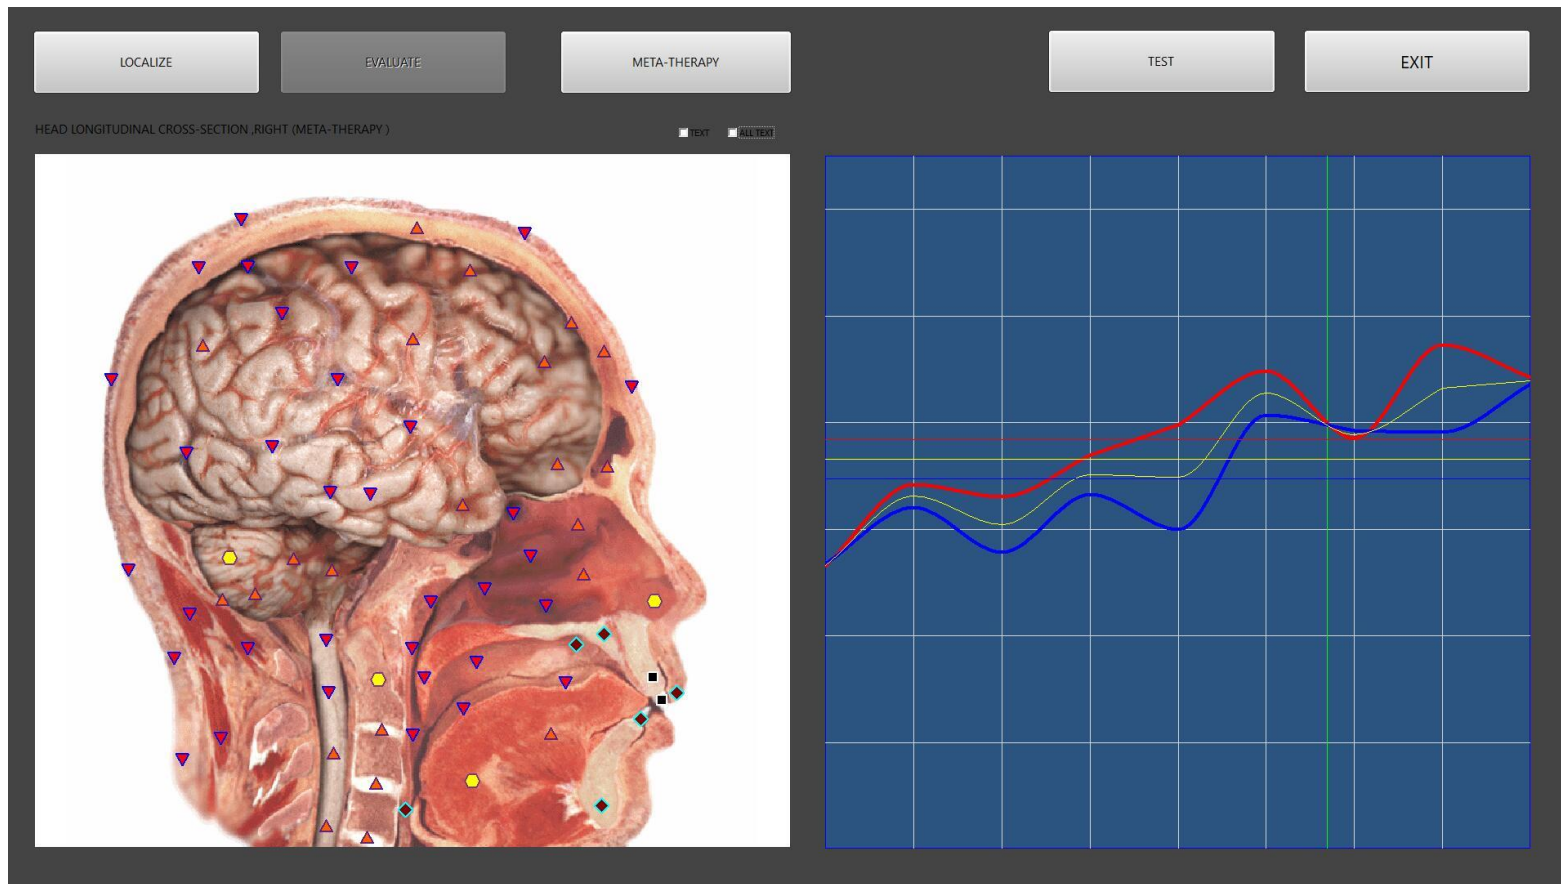 LOCALIZE
EVALUATE
META-THERAPY
TEST
EXIT
HEAD LONGITUDINAL CROSS-SECTION ,RIGHT (META-THERAPY )
TEXT
ALL TEXT